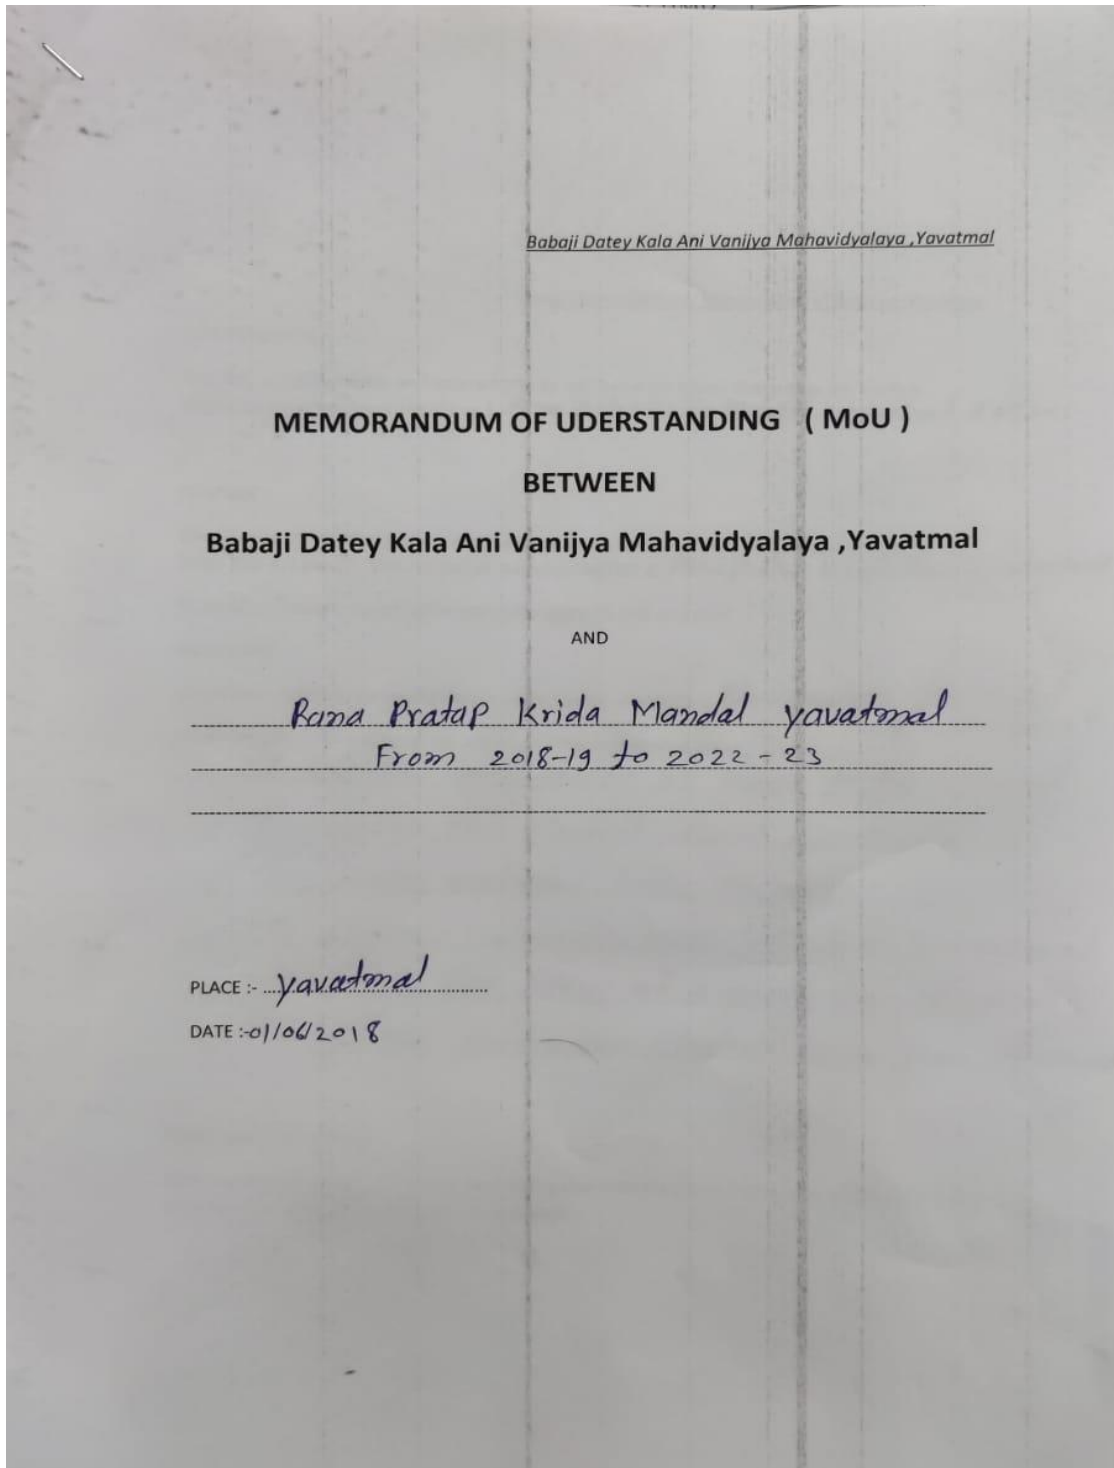 Babaji Datey Kala Ani Vanijya Mahavidyalaya ,Yavatmal
MEMORANDUM OF UDERSTANDING ( MoU )
BETWEEN
Babaji Datey Kala Ani Vanijya Mahavidyalaya ,Yavatmal
AND
Rana Pratap Krida Mandal yavatmal
From 2018-19 to 2022-23
PLACE :- yavatmal
DATE :-01/06/2018